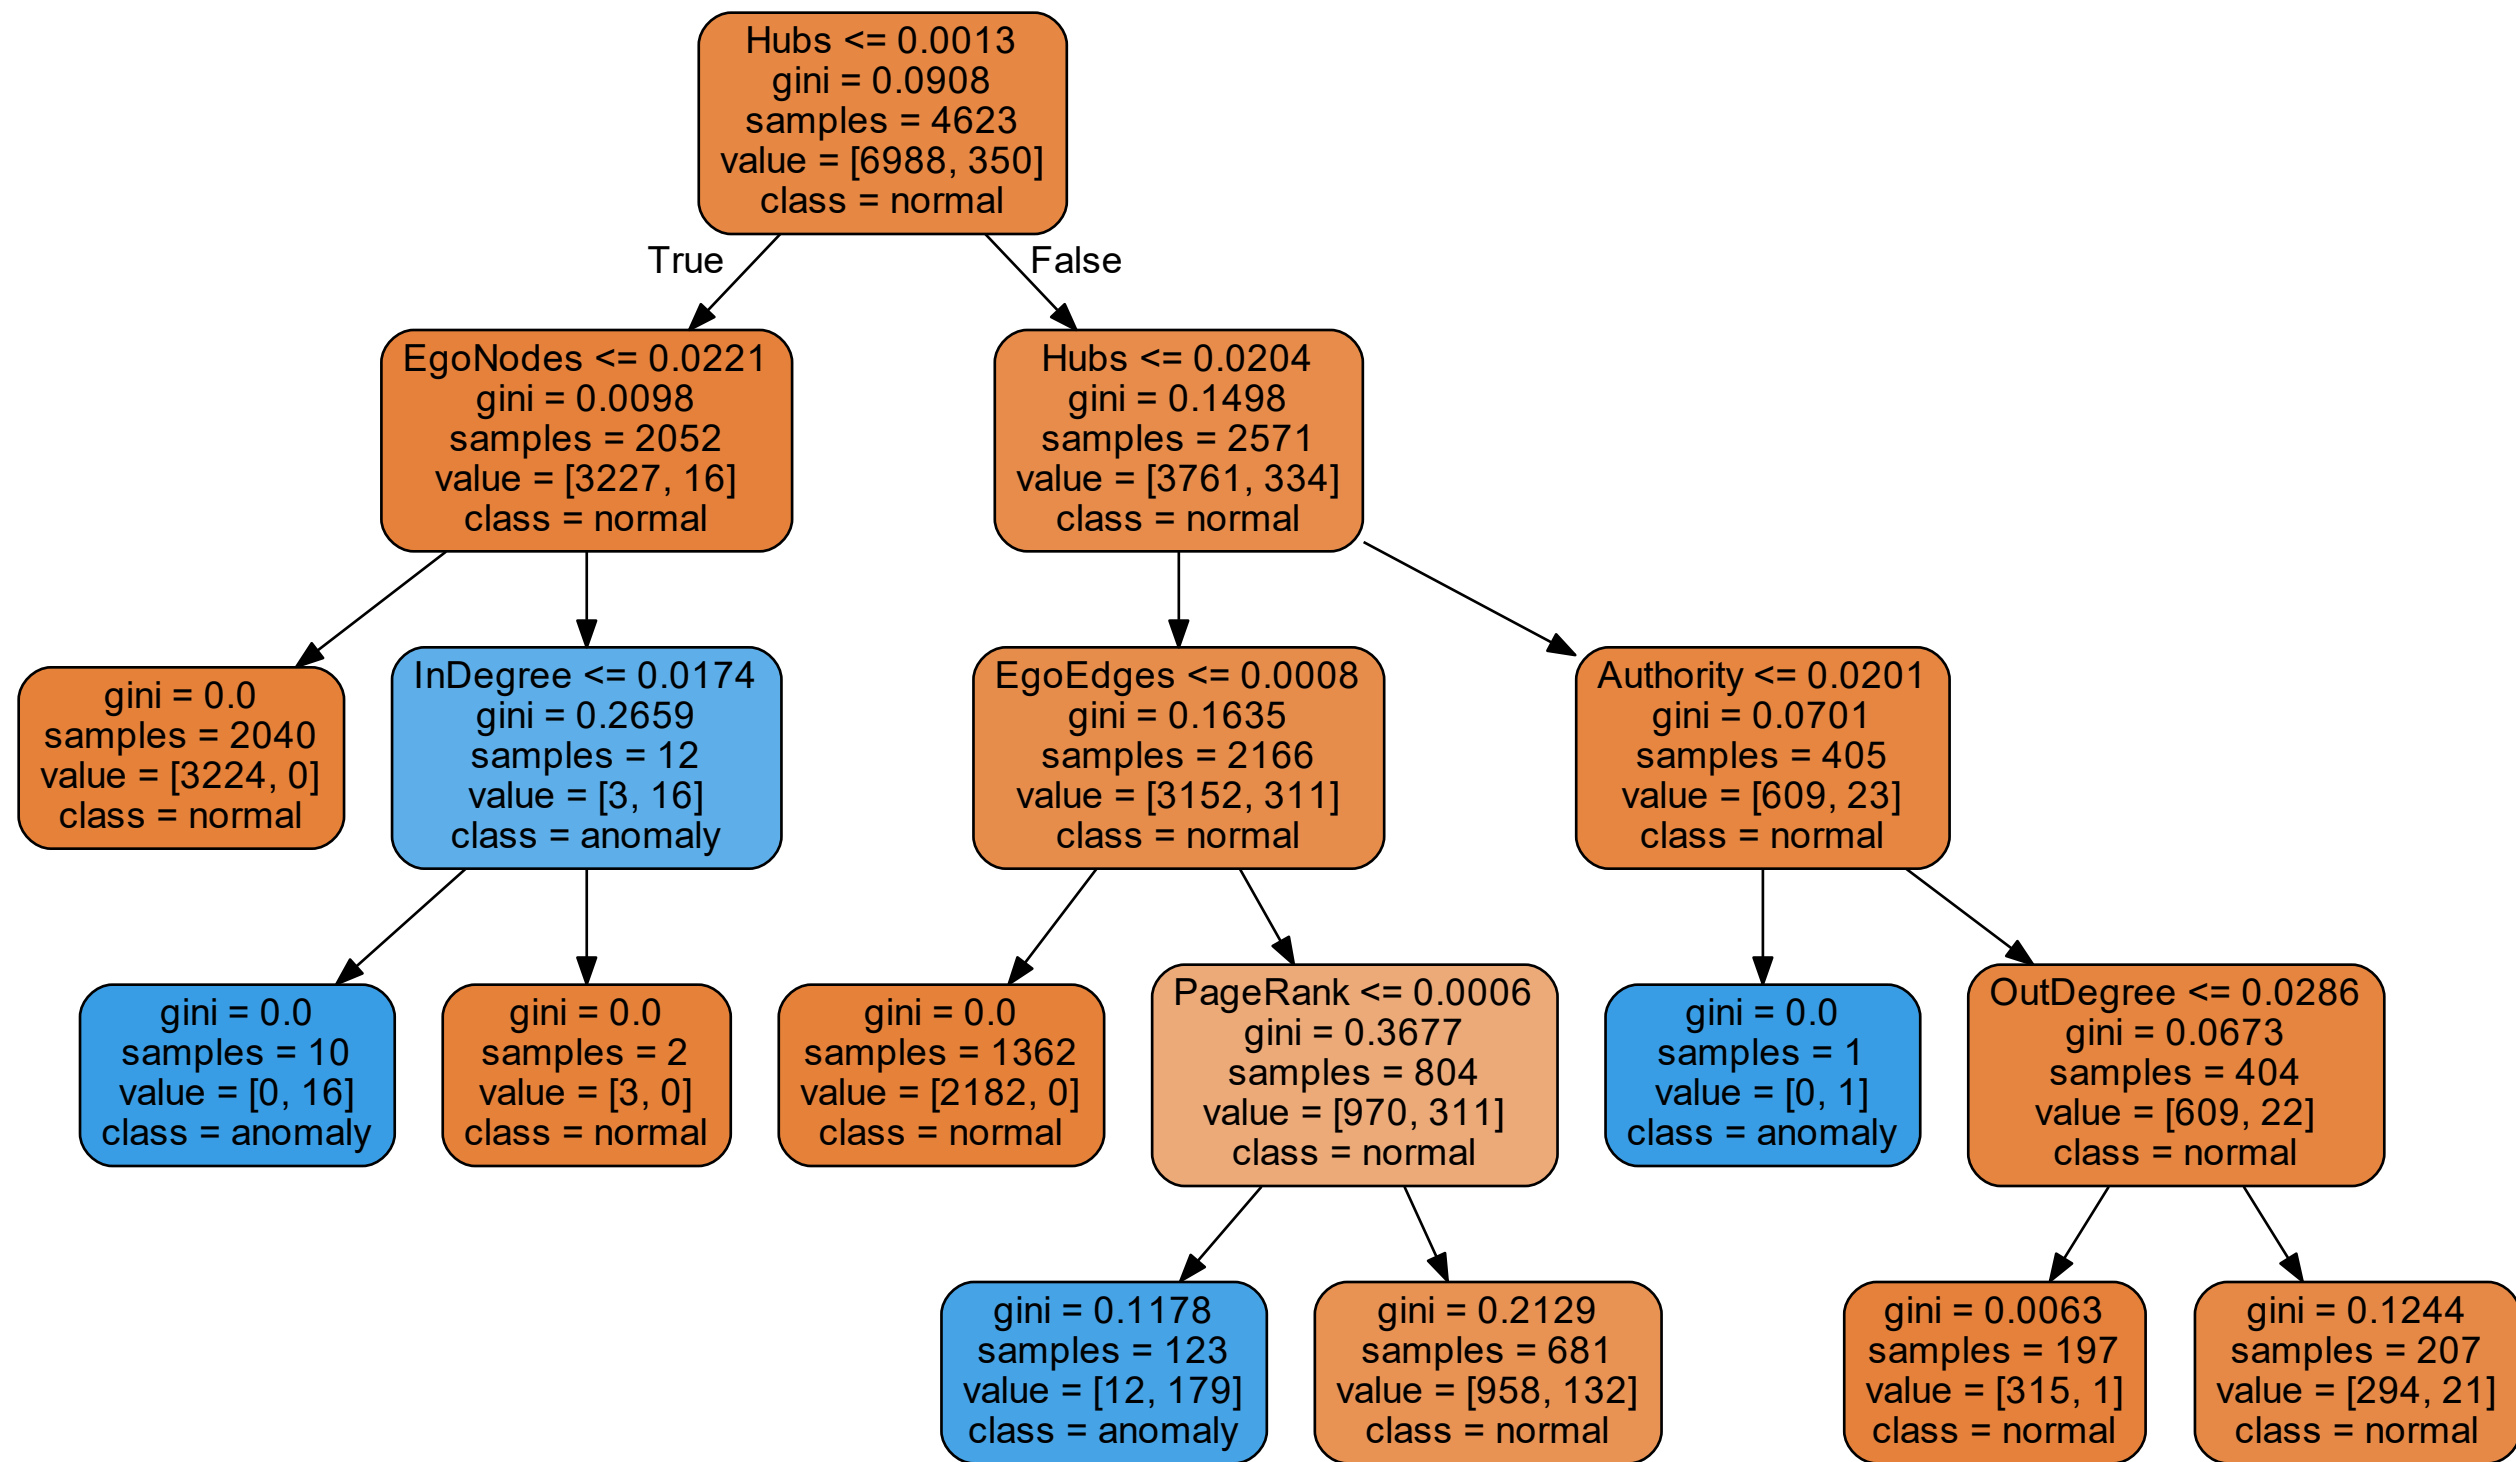 Hubs <= 0.0013
gini = 0.0908
samples = 4623
value = [6988, 350]
class = normal
True
False
EgoNodes <= 0.0221
gini = 0.0098
samples = 2052
value = [3227, 16]
class = normal
Hubs <= 0.0204
gini = 0.1498
samples = 2571
value = [3761, 334]
class = normal
gini = 0.0
samples = 2040
value = [3224, 0]
class = normal
InDegree <= 0.0174
gini = 0.2659
samples = 12
value = [3, 16]
class = anomaly
EgoEdges <= 0.0008
gini = 0.1635
samples = 2166
value = [3152, 311]
class = normal
Authority <= 0.0201
gini = 0.0701
samples = 405
value = [609, 23]
class = normal
gini = 0.0
samples = 10
value = [0, 16]
class = anomaly
gini = 0.0
samples = 2
value = [3, 0]
class = normal
gini = 0.0
samples = 1362
value = [2182, 0]
class = normal
PageRank <= 0.0006
gini = 0.3677
samples = 804
value = [970, 311]
class = normal
gini = 0.0
samples = 1
value = [0, 1]
class = anomaly
OutDegree <= 0.0286
gini = 0.0673
samples = 404
value = [609, 22]
class = normal
gini = 0.1178
samples = 123
value = [12, 179]
class = anomaly
gini = 0.2129
samples = 681
value = [958, 132]
class = normal
gini = 0.0063
samples = 197
value = [315, 1]
class = normal
gini = 0.1244
samples = 207
value = [294, 21]
class = normal